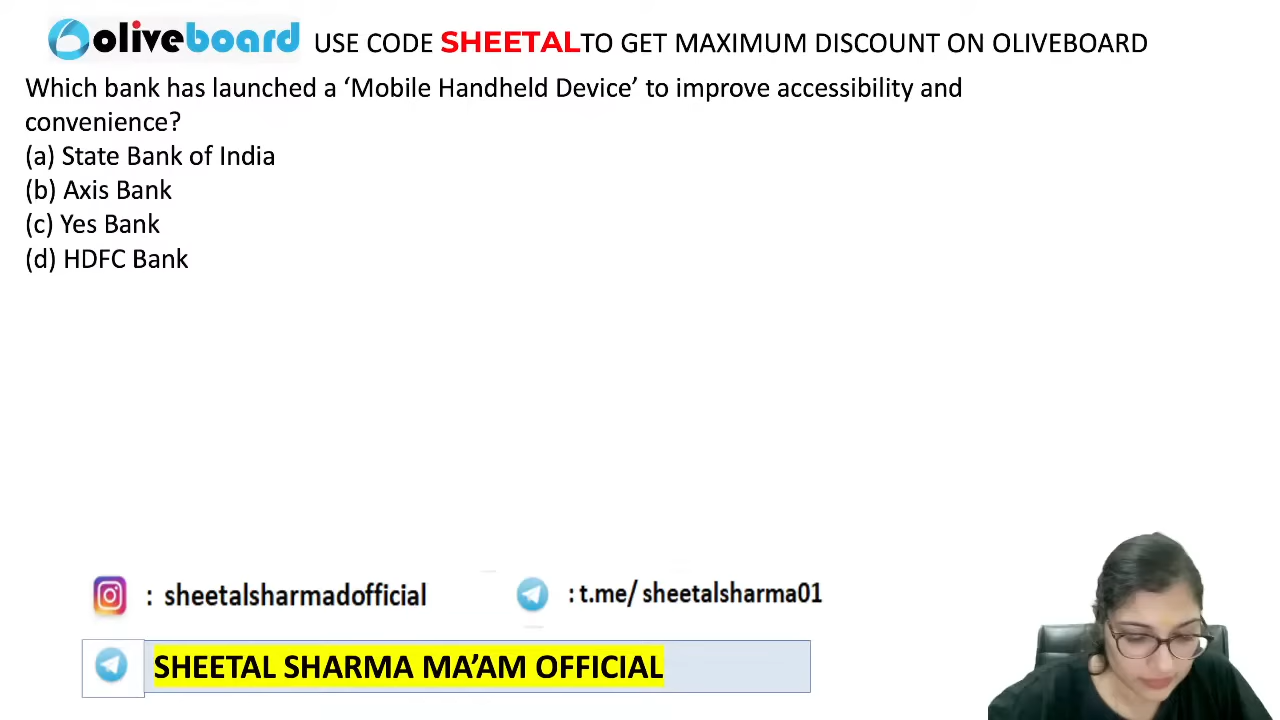 oliveboard USE CODE SHEETAL TO GET MAXIMUM DISCOUNT ON OLIVEBOARD
Which bank has launched a ‘Mobile Handheld Device’ to improve accessibility and
convenience?
(a) State Bank of India
(b) Axis Bank
(c) Yes Bank
(d) HDFC Bank
: sheetalsharmadofficial : t.me/ sheetalsharma01
SHEETAL SHARMA MA’AM OFFICIAL